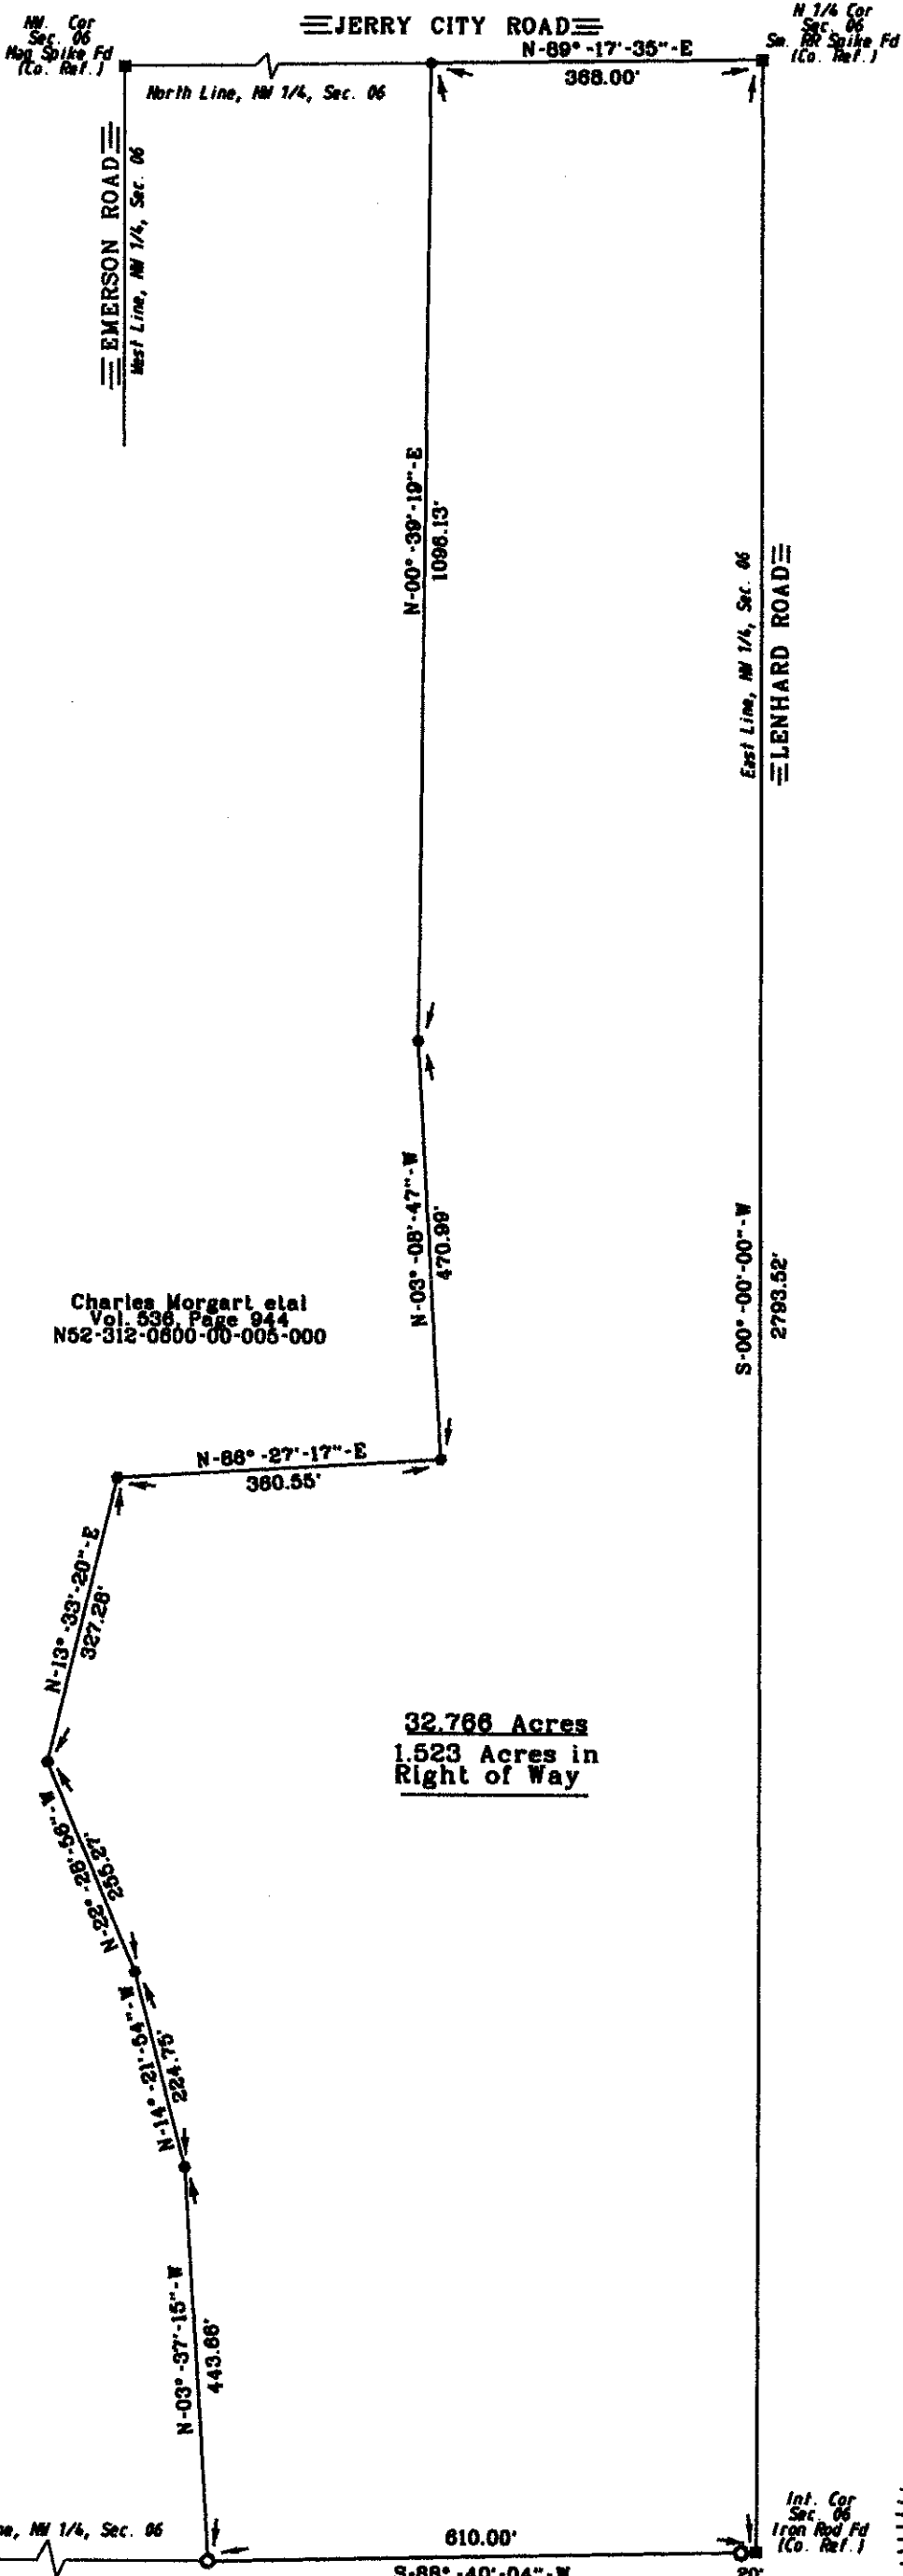 NW. Cor
Sec. 06
Mag Spike Fd
(Co. Ref.)
JERRY CITY ROAD
N 1/4 Cor
Sec. 06
Sm. RR Spike Fd
(Co. Ref.)
N-89°-17'-35"-E
368.00'
North Line, NW 1/4, Sec. 06
EMERSON ROAD
West Line, NW 1/4, Sec. 06
N-00°-39'-19"-E
1096.13'
East Line, NW 1/4, Sec. 06
LENHARD ROAD
N-03°-08'-47"-W
470.99'
S-00°-00'-00"-W
2793.52'
Charles Morgart etal
Vol. 536, Page 944
N52-312-0600-00-005-000
N-86°-27'-17"-E
360.55'
N-13°-33'-20"-E
327.28'
32.766 Acres
1.523 Acres in
Right of Way
N-22°-28'-56"-W
255.27'
N-14°-21'-54"-W
224.75'
N-03°-37'-15"-W
443.66'
ne, NW 1/4, Sec. 06
610.00'
S-88°-40'-04"-W
20'
Int. Cor
Sec. 06
Iron Rod Fd
(Co. Ref.)